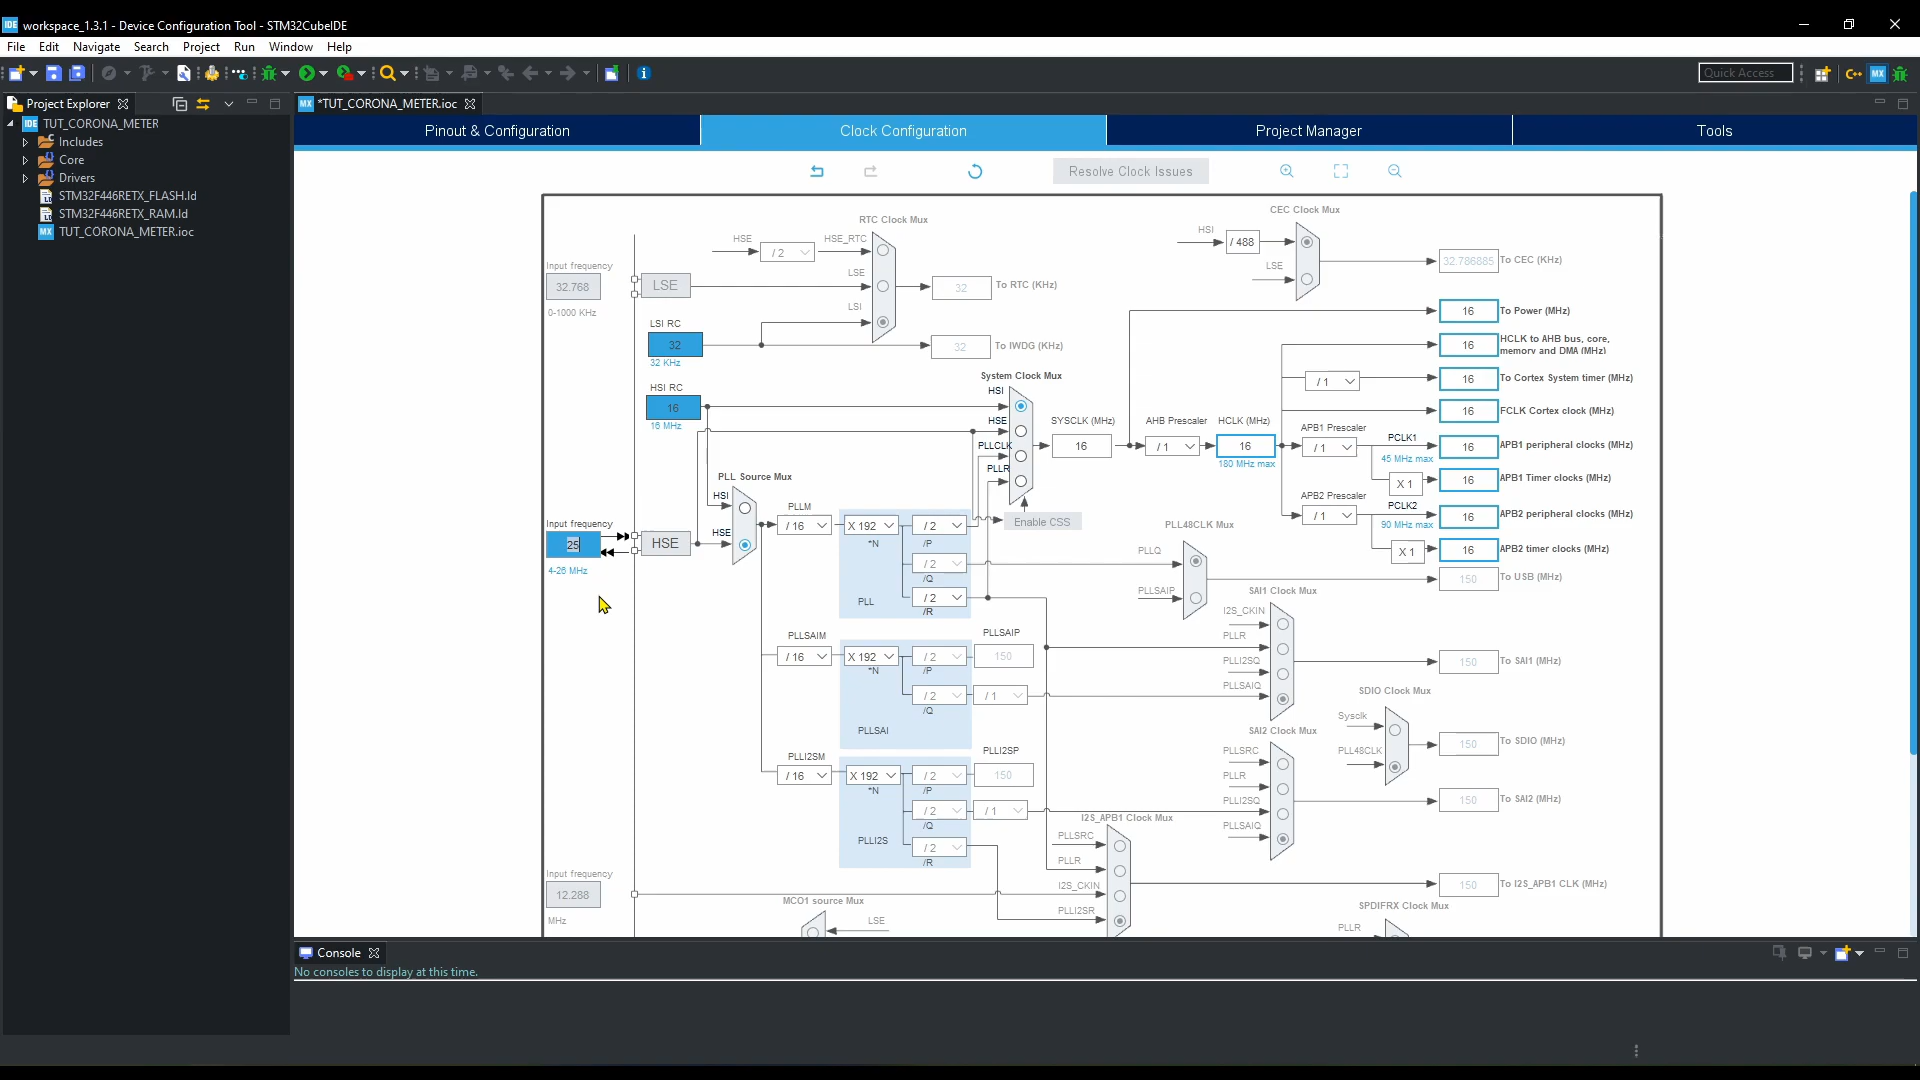 IDE workspace_1.3.1 - Device Configuration Tool - STM32CubeIDE
File Edit Navigate Search Project Run Window Help
Quick Access
Project Explorer
MX *TUT_CORONA_METER.ioc
IDE TUT_CORONA_METER
Includes
Core
Drivers
STM32F446RETX_FLASH.ld
STM32F446RETX_RAM.ld
MX TUT_CORONA_METER.ioc
Pinout & Configuration Clock Configuration Project Manager Tools
Resolve Clock Issues
RTC Clock Mux
HSE
/ 2
HSE_RTC
LSE
LSI
32
To RTC (KHz)
Input frequency
32.768
0-1000 KHz
LSE
LSI RC
32
32 KHz
32
To IWDG (KHz)
HSI RC
16
16 MHz
CEC Clock Mux
HSI
/ 488
LSE
32.786885
To CEC (KHz)
16
To Power (MHz)
16
HCLK to AHB bus, core,
memory and DMA (MHz)
/ 1
16
To Cortex System timer (MHz)
16
FCLK Cortex clock (MHz)
System Clock Mux
HSI
HSE
PLLCLK
PLLR
Enable CSS
SYSCLK (MHz)
16
AHB Prescaler
/ 1
HCLK (MHz)
16
180 MHz max
APB1 Prescaler
/ 1
PCLK1
45 MHz max
16
APB1 peripheral clocks (MHz)
X 1
16
APB1 Timer clocks (MHz)
APB2 Prescaler
/ 1
PCLK2
90 MHz max
16
APB2 peripheral clocks (MHz)
X 1
16
APB2 timer clocks (MHz)
Input frequency
25
4-26 MHz
HSE
PLL Source Mux
HSI
HSE
PLLM
/ 16
X 192
*N
/ 2
/P
/ 2
/Q
/ 2
/R
PLL
PLL48CLK Mux
PLLQ
PLLSAIP
150
To USB (MHz)
PLLSAIM
/ 16
X 192
*N
/ 2
/P
PLLSAIP
150
/ 2
/Q
/ 1
PLLSAI
SAI1 Clock Mux
I2S_CKIN
PLLR
PLLI2SQ
PLLSAIQ
150
To SAI1 (MHz)
SDIO Clock Mux
Sysclk
PLL48CLK
150
To SDIO (MHz)
SAI2 Clock Mux
PLLSRC
PLLR
PLLI2SQ
PLLSAIQ
150
To SAI2 (MHz)
PLLI2SM
/ 16
X 192
*N
/ 2
/P
PLLI2SP
150
/ 2
/Q
/ 1
/ 2
/R
PLLI2S
I2S_APB1 Clock Mux
PLLSRC
PLLR
I2S_CKIN
PLLI2SR
150
To I2S_APB1 CLK (MHz)
Input frequency
12.288
MHz
MCO1 source Mux
LSE
SPDIFRX Clock Mux
PLLR
Console
No consoles to display at this time.